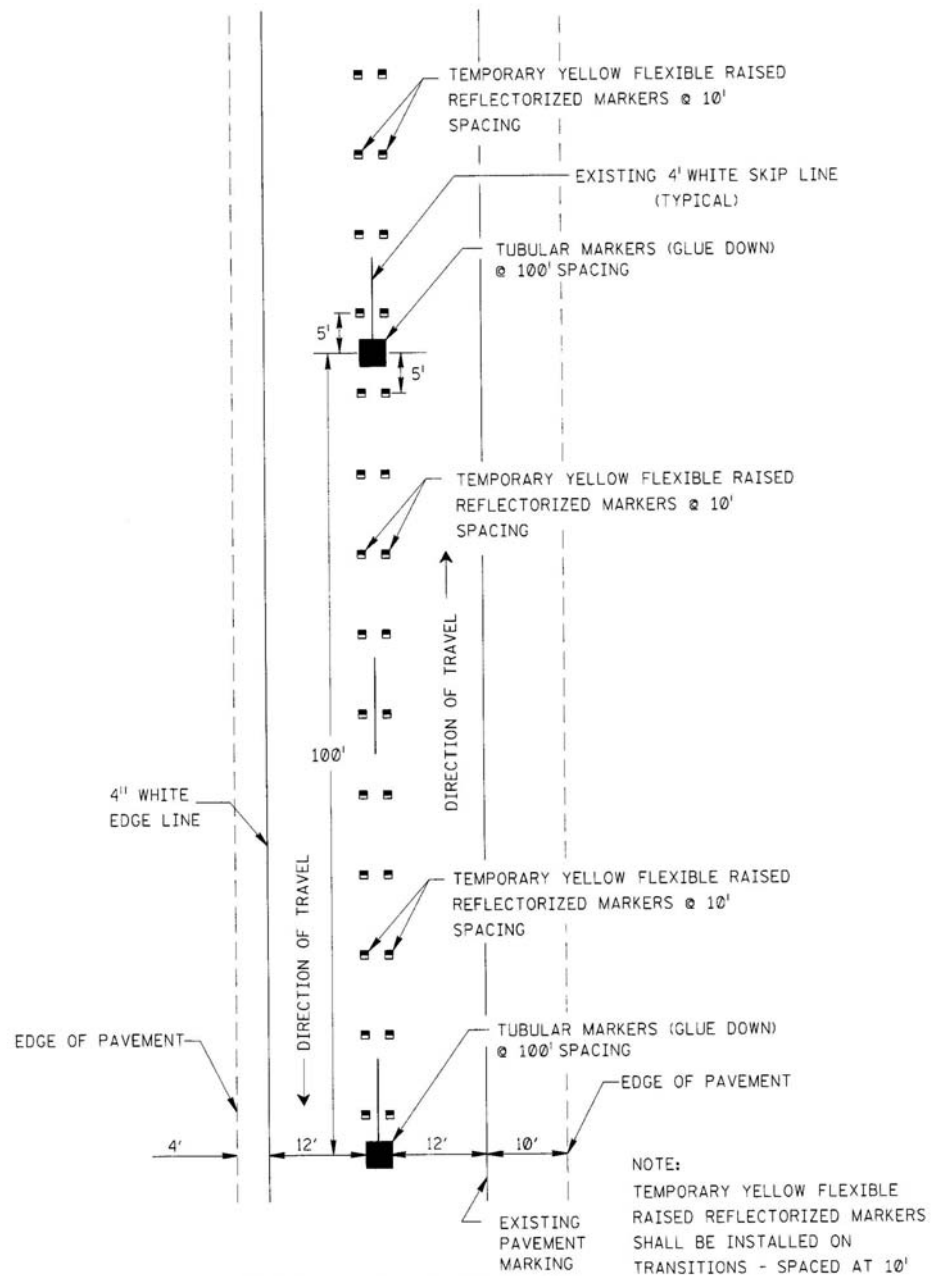 TEMPORARY YELLOW FLEXIBLE RAISED
REFLECTORIZED MARKERS @ 10'
SPACING
EXISTING 4' WHITE SKIP LINE
(TYPICAL)
TUBULAR MARKERS (GLUE DOWN)
@ 100' SPACING
5'
5'
TEMPORARY YELLOW FLEXIBLE RAISED
REFLECTORIZED MARKERS @ 10'
SPACING
DIRECTION OF TRAVEL
100'
4" WHITE
EDGE LINE
DIRECTION OF TRAVEL
TEMPORARY YELLOW FLEXIBLE RAISED
REFLECTORIZED MARKERS @ 10'
SPACING
EDGE OF PAVEMENT
TUBULAR MARKERS (GLUE DOWN)
@ 100' SPACING
EDGE OF PAVEMENT
4'
12'
12'
10'
EXISTING
PAVEMENT
MARKING
NOTE:
TEMPORARY YELLOW FLEXIBLE
RAISED REFLECTORIZED MARKERS
SHALL BE INSTALLED ON
TRANSITIONS - SPACED AT 10'